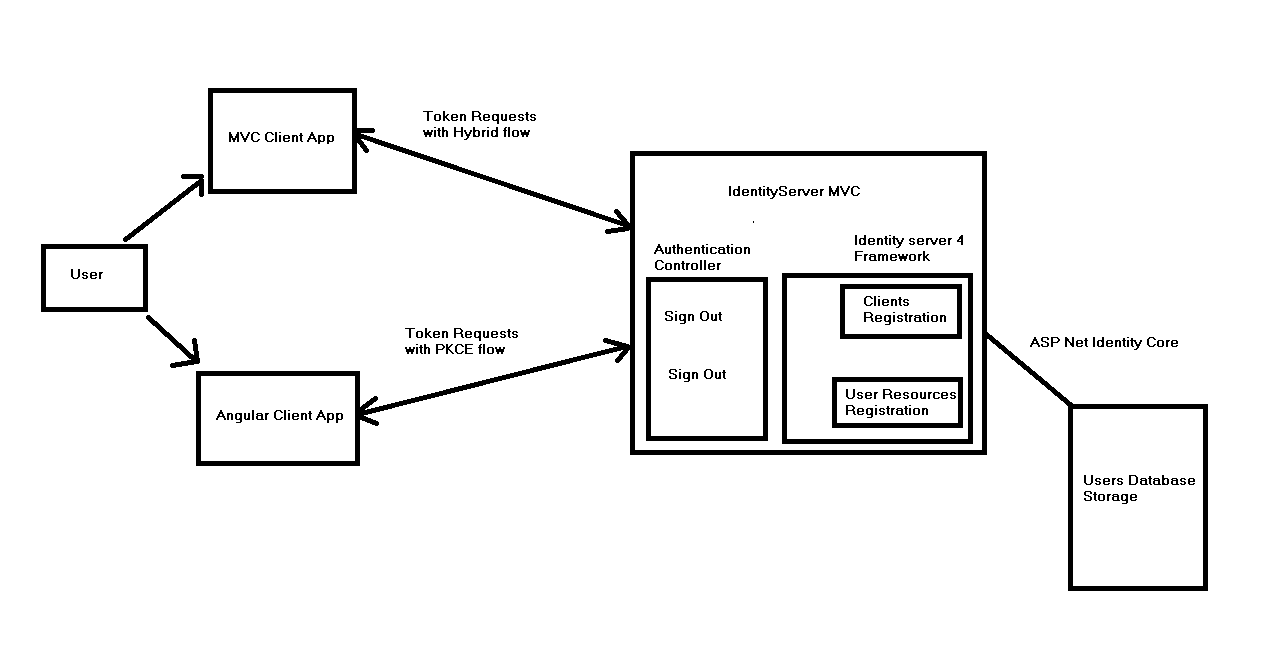 MVC Client App
Token Requests
with Hybrid flow
User
Angular Client App
Token Requests
with PKCE flow
IdentityServer MVC
Authentication
Controller
Sign Out
Sign Out
Identity server 4
Framework
Clients
Registration
User Resources
Registration
ASP Net Identity Core
Users Database
Storage